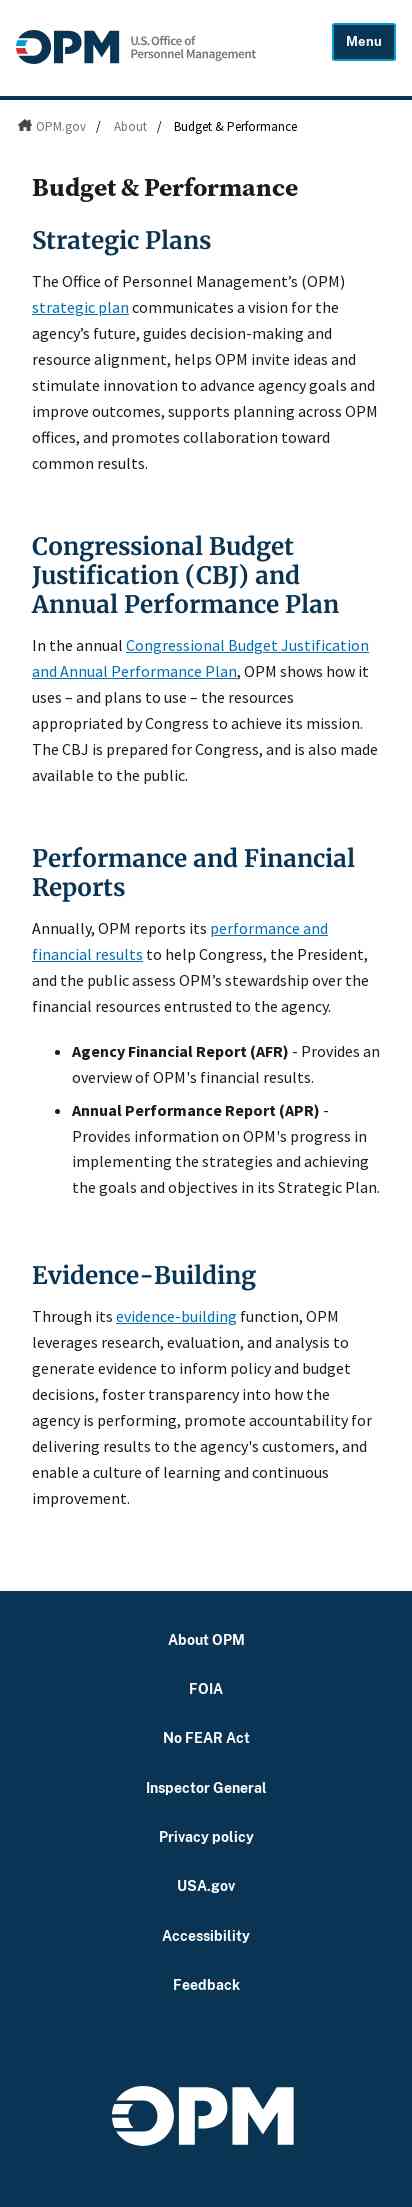 OPM U.S. Office of
Personnel Management
Menu
OPM.gov / About / Budget & Performance
Budget & Performance
Strategic Plans
The Office of Personnel Management’s (OPM)
strategic plan communicates a vision for the
agency’s future, guides decision-making and
resource alignment, helps OPM invite ideas and
stimulate innovation to advance agency goals and
improve outcomes, supports planning across OPM
offices, and promotes collaboration toward
common results.
Congressional Budget
Justification (CBJ) and
Annual Performance Plan
In the annual Congressional Budget Justification
and Annual Performance Plan, OPM shows how it
uses – and plans to use – the resources
appropriated by Congress to achieve its mission.
The CBJ is prepared for Congress, and is also made
available to the public.
Performance and Financial
Reports
Annually, OPM reports its performance and
financial results to help Congress, the President,
and the public assess OPM’s stewardship over the
financial resources entrusted to the agency.
• Agency Financial Report (AFR) - Provides an
overview of OPM's financial results.
• Annual Performance Report (APR) -
Provides information on OPM's progress in
implementing the strategies and achieving
the goals and objectives in its Strategic Plan.
Evidence-Building
Through its evidence-building function, OPM
leverages research, evaluation, and analysis to
generate evidence to inform policy and budget
decisions, foster transparency into how the
agency is performing, promote accountability for
delivering results to the agency's customers, and
enable a culture of learning and continuous
improvement.
About OPM
FOIA
No FEAR Act
Inspector General
Privacy policy
USA.gov
Accessibility
Feedback
OPM